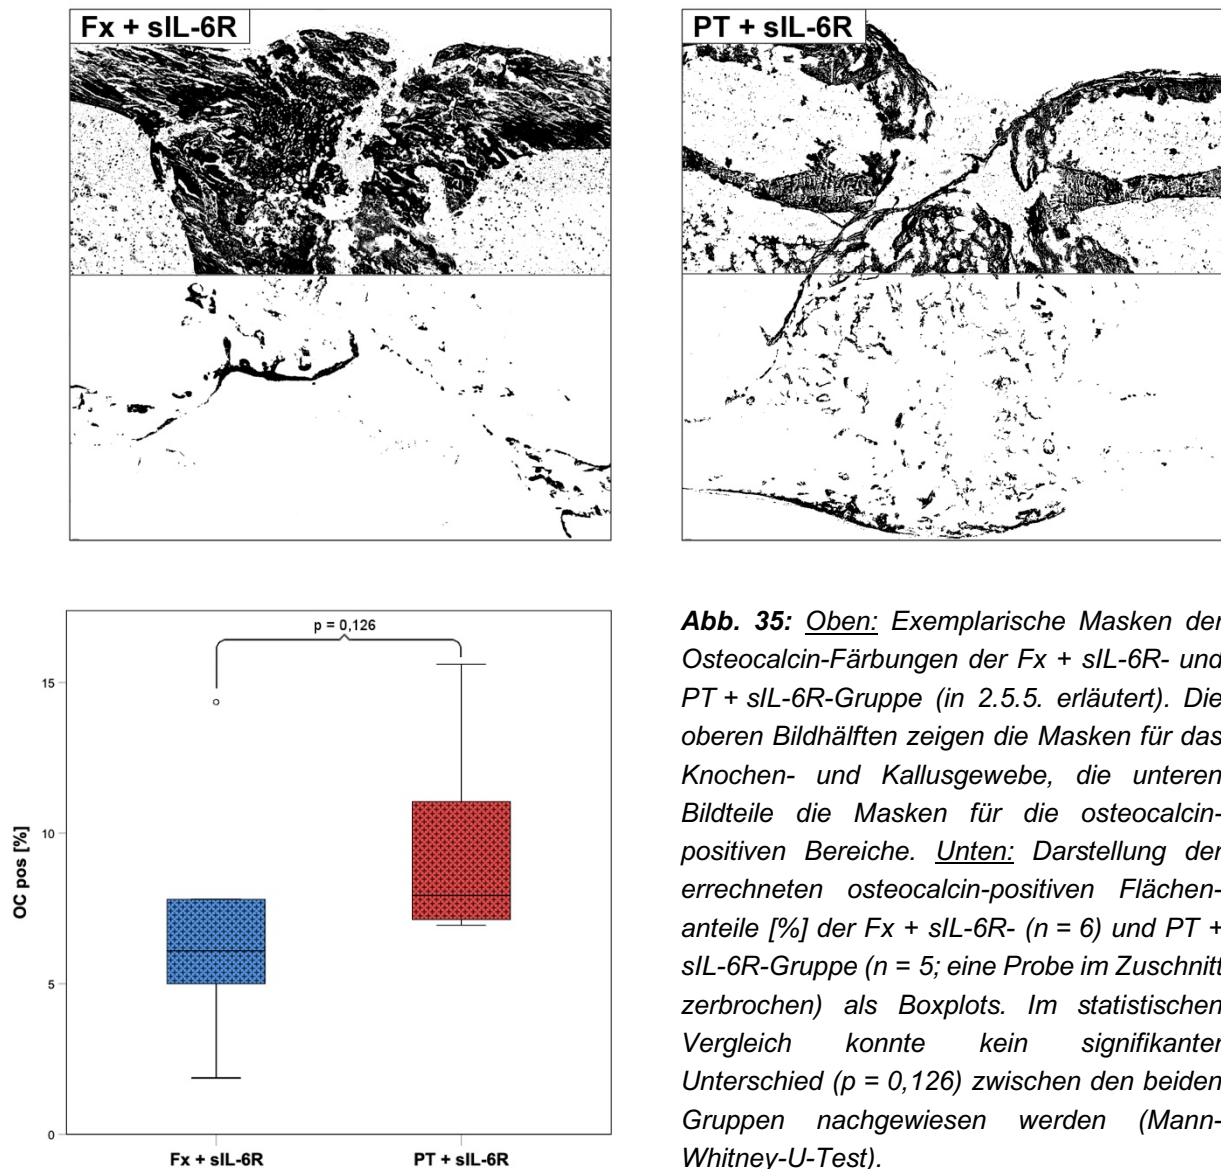 Fx + sIL-6R
PT + sIL-6R
p = 0,126
15
10
5
0
OC pos [%]
Fx + sIL-6R
PT + sIL-6R
Abb. 35: Oben: Exemplarische Masken der
Osteocalcin-Färbungen der Fx + sIL-6R- und
PT + sIL-6R-Gruppe (in 2.5.5. erläutert). Die
oberen Bildhälften zeigen die Masken für das
Knochen- und Kallusgewebe, die unteren
Bildteile die Masken für die osteocalcin-
positiven Bereiche. Unten: Darstellung der
errechneten osteocalcin-positiven Flächen-
anteile [%] der Fx + sIL-6R- (n = 6) und PT +
sIL-6R-Gruppe (n = 5; eine Probe im Zuschnitt
zerbrochen) als Boxplots. Im statistischen
Vergleich konnte kein signifikanter
Unterschied (p = 0,126) zwischen den beiden
Gruppen nachgewiesen werden (Mann-
Whitney-U-Test).